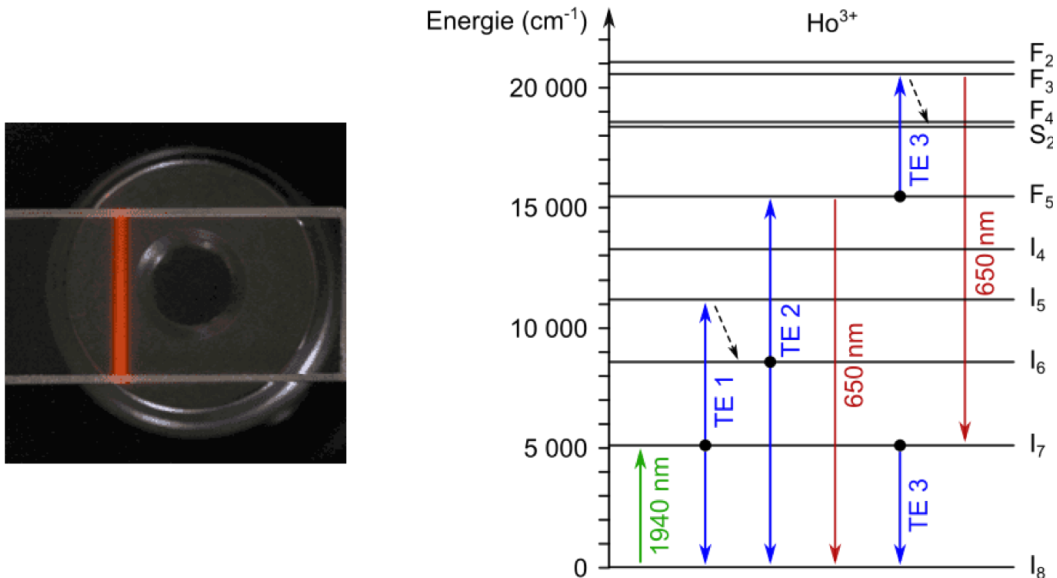 Energie (cm⁻¹)
Ho³⁺
F₂
F₃
20 000
F₄
S₂
TE 3
F₅
15 000
650 nm
I₄
650 nm
I₅
TE 2
10 000
I₆
TE 1
5 000
I₇
1940 nm
TE 3
0
I₈